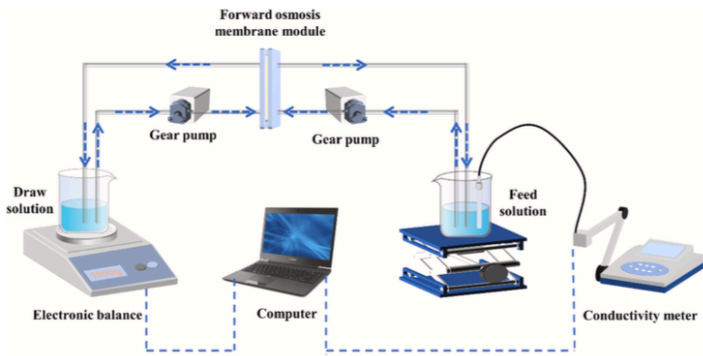 Forward osmosis
membrane module
Gear pump
Gear pump
Draw
solution
Feed
solution
Electronic balance
Computer
Conductivity meter